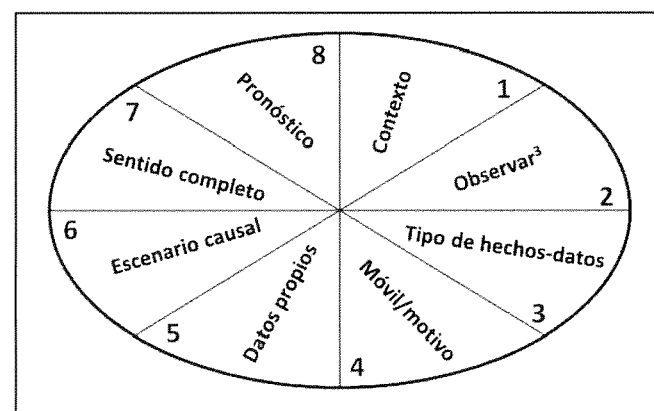 8
Pronóstico
Contexto
1
7
Observar³
Sentido completo
2
6
Escenario causal
Tipo de hechos-datos
Datos propios
Móvil/motivo
3
5
4